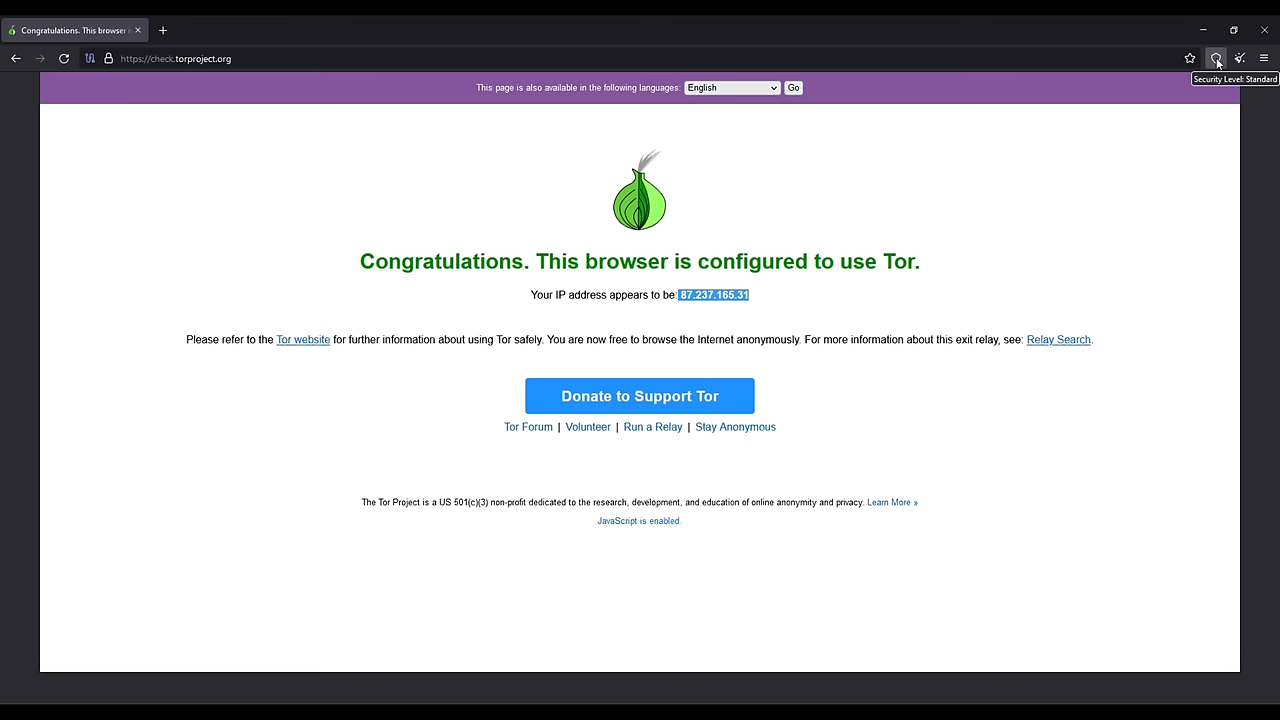 Congratulations. This browser i
https://check.torproject.org
Security Level: Standard
This page is also available in the following languages: English Go
Congratulations. This browser is configured to use Tor.
Your IP address appears to be: 87.237.165.31
Please refer to the Tor website for further information about using Tor safely. You are now free to browse the Internet anonymously. For more information about this exit relay, see: Relay Search.
Donate to Support Tor
Tor Forum | Volunteer | Run a Relay | Stay Anonymous
The Tor Project is a US 501(c)(3) non-profit dedicated to the research, development, and education of online anonymity and privacy. Learn More »
JavaScript is enabled.